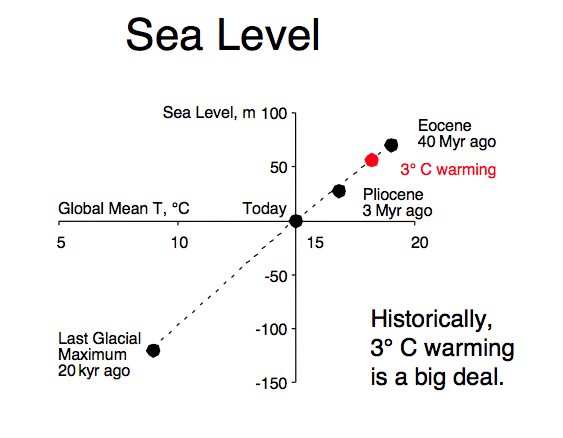 Sea Level
Sea Level, m 100
Eocene
40 Myr ago
50
3° C warming
Pliocene
3 Myr ago
Global Mean T, °C
Today
5 10 15 20
-50
-100
Last Glacial
Maximum
20 kyr ago
-150
Historically,
3° C warming
is a big deal.